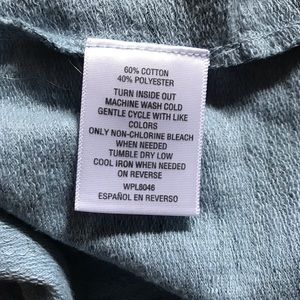 60% COTTON
40% POLYESTER
TURN INSIDE OUT
MACHINE WASH COLD
GENTLE CYCLE WITH LIKE
COLORS
ONLY NON-CHLORINE BLEACH
WHEN NEEDED
TUMBLE DRY LOW
COOL IRON WHEN NEEDED
ON REVERSE
WPL8046
ESPAÑOL EN REVERSO